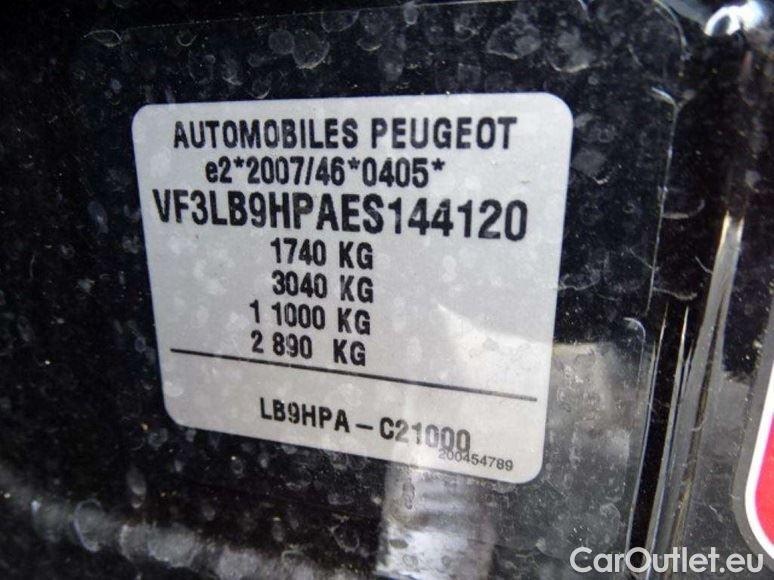 AUTOMOBILES PEUGEOT
e2*2007/46*0405*
VF3LB9HPAES144120
1740 KG
3040 KG
1 1000 KG
2 890 KG
LB9HPA-C21000
200454789
CarOutlet.eu